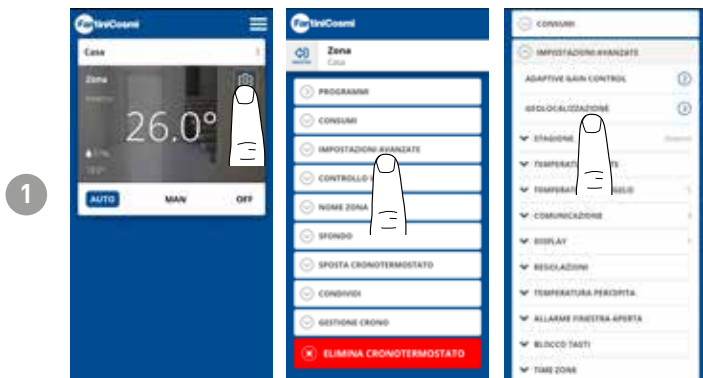 1
FantiniCosmi
Casa
Zona
26.0°
AUTO MAN OFF
FantiniCosmi
Zona
Casa
PROGRAMMI
CONSUMI
IMPOSTAZIONI AVANZATE
CONTROLLO
NOME ZONA
SFONDO
SPOSTA CRONOTERMOSTATO
CONDIVIDI
GESTIONE CRONO
ELIMINA CRONOTERMOSTATO
CONSUMI
IMPOSTAZIONI AVANZATE
ADAPTIVE GAIN CONTROL
GEOLOCALIZZAZIONE
STAGIONE
COMUNICAZIONE
DISPLAY
REGOLAZIONI
TEMPERATURA PERCEPITA
ALLARME FINESTRA APERTA
BLOCCO TASTI
TIME ZONE